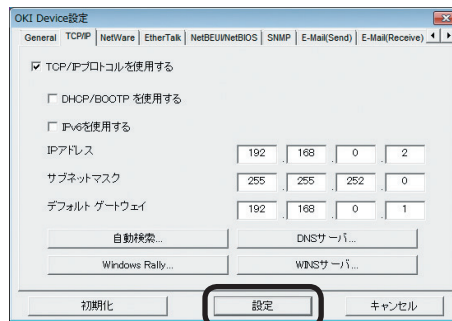 OKI Device設定
General TCP/IP NetWare EtherTalk NetBEUI/NetBIOS SNMP E-Mail(Send) E-Mail(Receive)
TCP/IPプロトコルを使用する
DHCP/BOOTP を使用する
IPv6を使用する
IPアドレス 192 . 168 . 0 . 2
サブネットマスク 255 . 255 . 252 . 0
デフォルト ゲートウェイ 192 . 168 . 0 . 1
自動検索... DNSサーバ...
Windows Rally... WINSサーバ...
初期化 設定 キャンセル